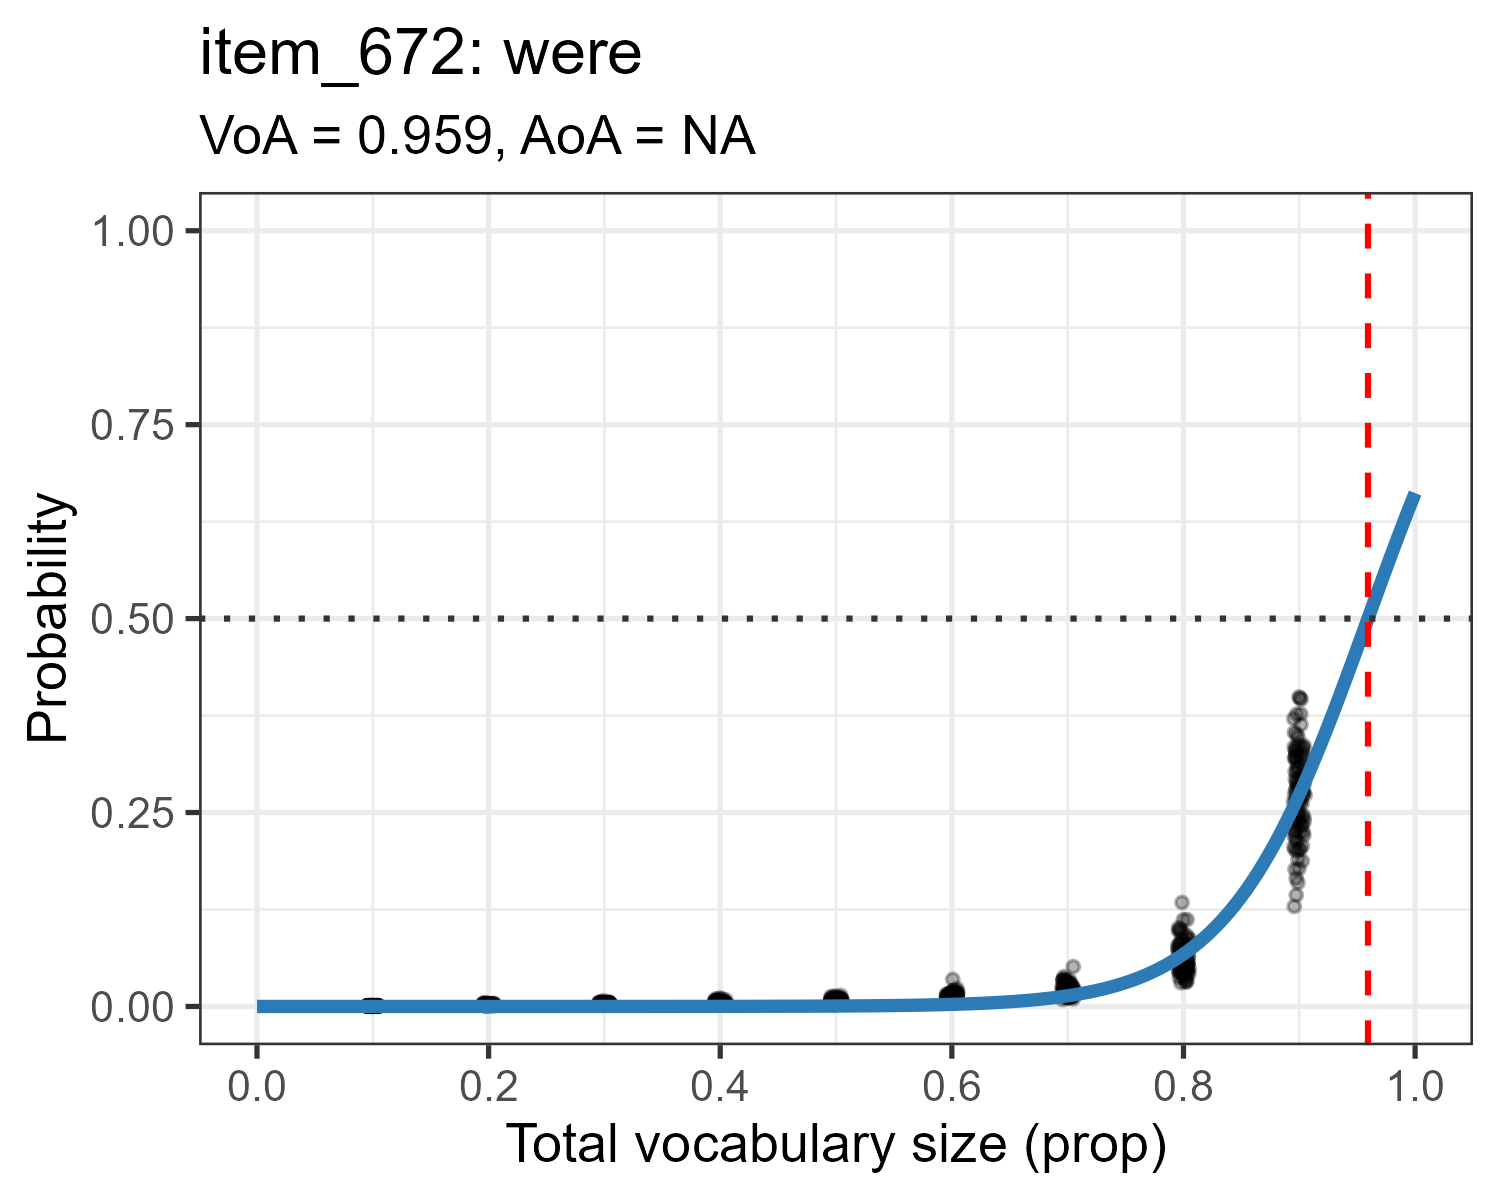 item_672: were
VoA = 0.959, AoA = NA
1.00
0.75
0.50
0.25
0.00
Probability
0.0 0.2 0.4 0.6 0.8 1.0
Total vocabulary size (prop)